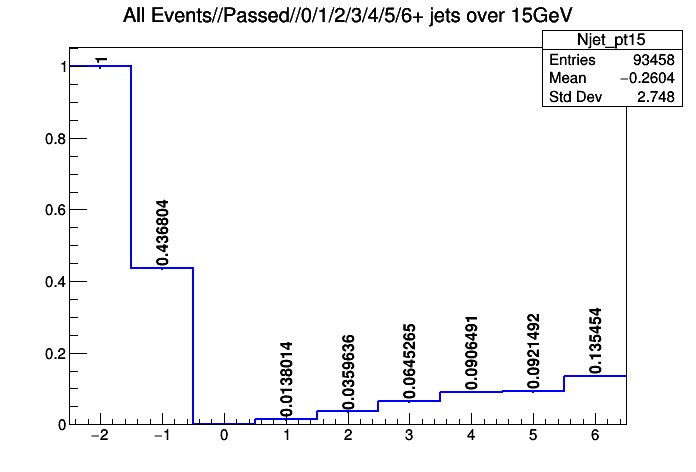 All Events//Passed//0/1/2/3/4/5/6+ jets over 15GeV
Njet_pt15
Entries 93458
Mean −0.2604
Std Dev 2.748
1
0.8
0.6
0.4
0.2
0
1
0.436804
0.0138014
0.0359636
0.0645265
0.0906491
0.0921492
0.135454
−2 −1 0 1 2 3 4 5 6